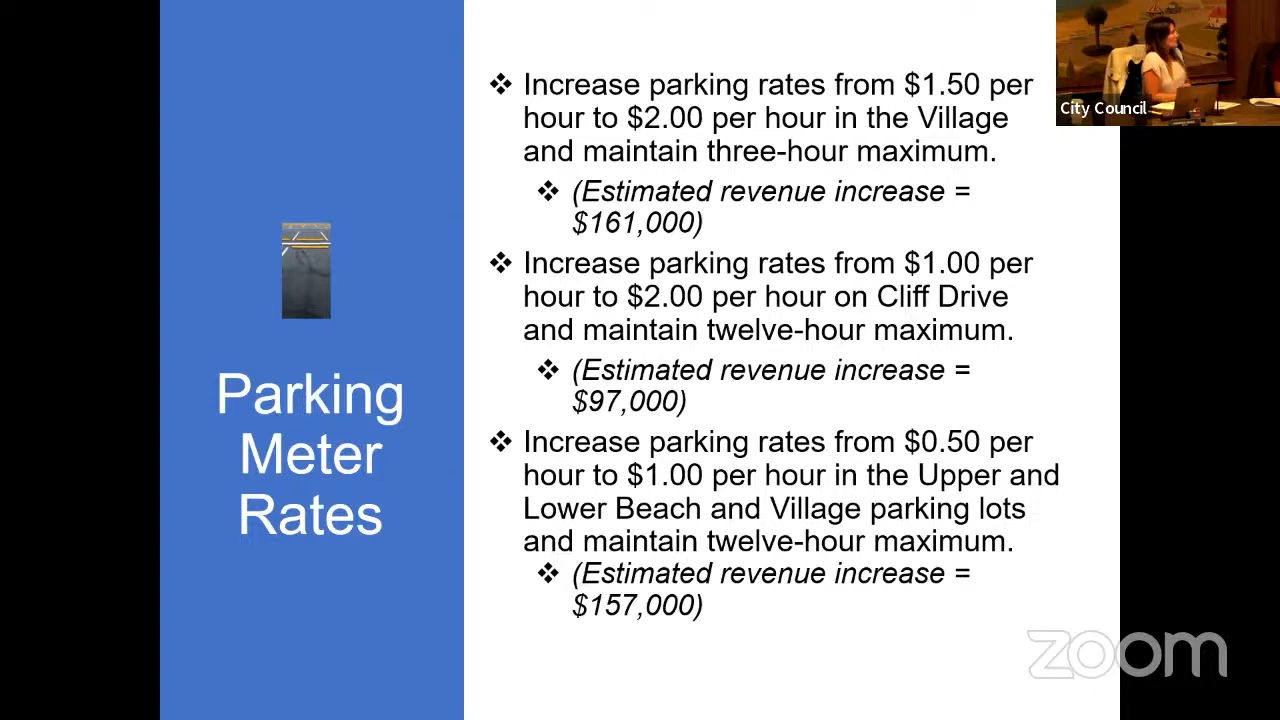 Parking
Meter
Rates
❖ Increase parking rates from $1.50 per
hour to $2.00 per hour in the Village
and maintain three-hour maximum.
❖ (Estimated revenue increase =
$161,000)
❖ Increase parking rates from $1.00 per
hour to $2.00 per hour on Cliff Drive
and maintain twelve-hour maximum.
❖ (Estimated revenue increase =
$97,000)
❖ Increase parking rates from $0.50 per
hour to $1.00 per hour in the Upper and
Lower Beach and Village parking lots
and maintain twelve-hour maximum.
❖ (Estimated revenue increase =
$157,000)
City Council
zoom